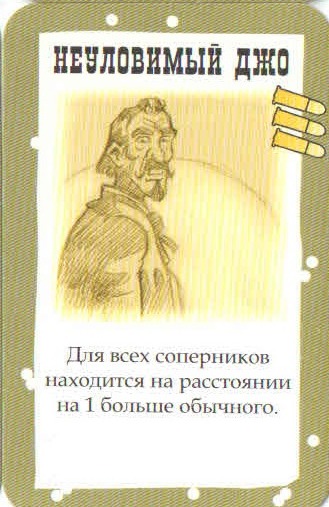 НЕУЛОВИМЫЙ ДЖО
Для всех соперников
находится на расстоянии
на 1 больше обычного.